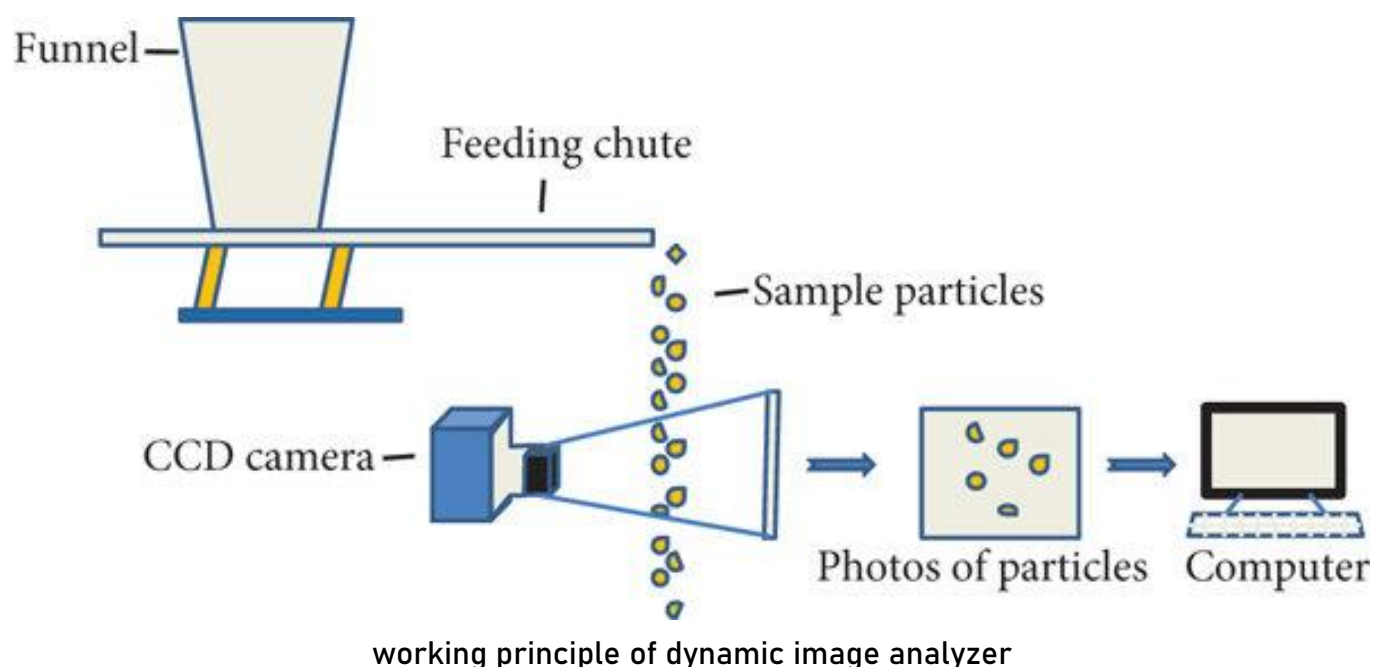 Funnel
Feeding chute
Sample particles
CCD camera
Photos of particles
Computer
working principle of dynamic image analyzer